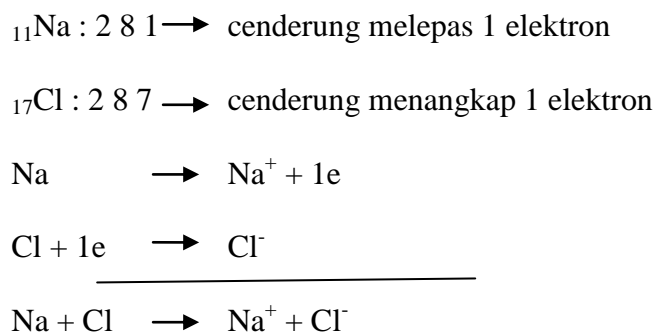 ₁₁Na : 2 8 1 → cenderung melepas 1 elektron
₁₇Cl : 2 8 7 → cenderung menangkap 1 elektron
Na → Na⁺ + 1e
Cl + 1e → Cl⁻
Na + Cl → Na⁺ + Cl⁻